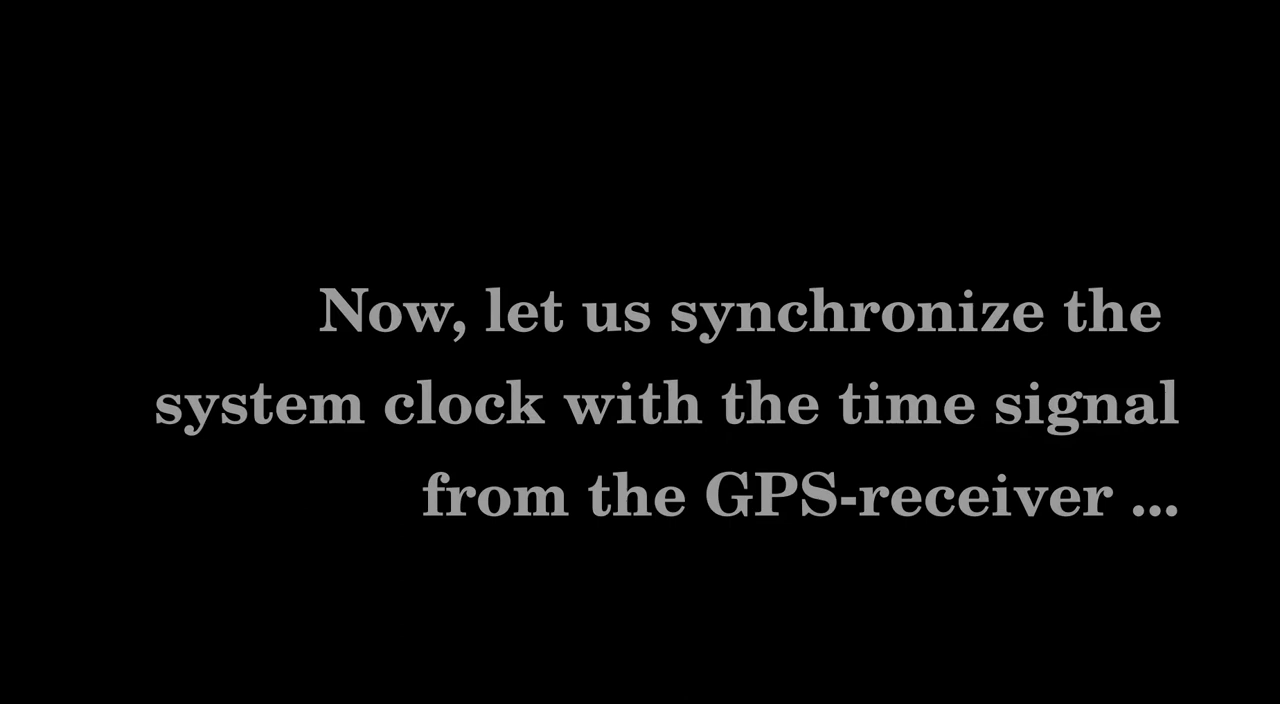 Now, let us synchronize the
system clock with the time signal
from the GPS-receiver ...